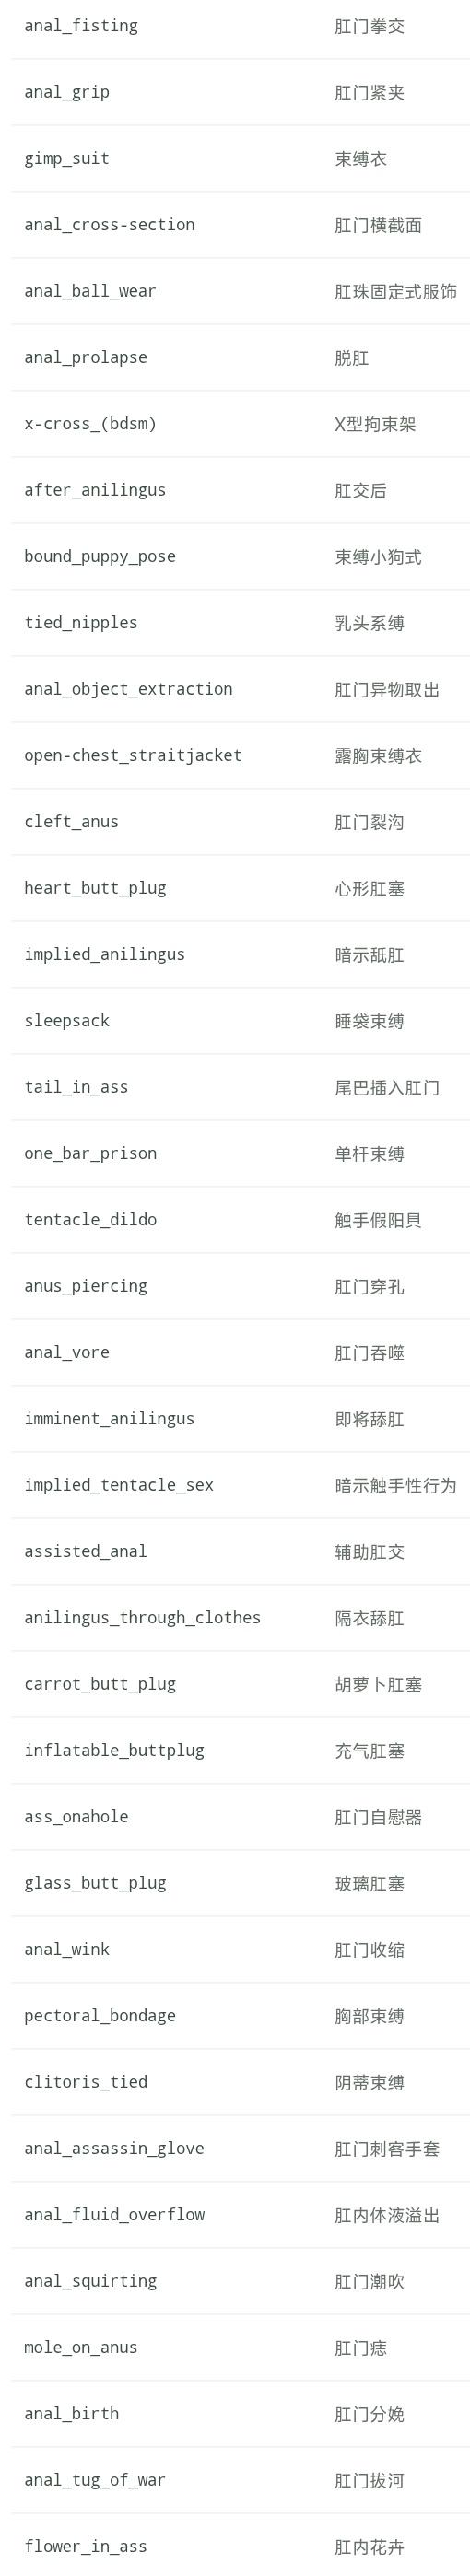 anal_fisting 肛门拳交
anal_grip 肛门紧夹
gimp_suit 束缚衣
anal_cross-section 肛门横截面
anal_ball_wear 肛珠固定式服饰
anal_prolapse 脱肛
x-cross_(bdsm) X型拘束架
after_anilingus 肛交后
bound_puppy_pose 束缚小狗式
tied_nipples 乳头系缚
anal_object_extraction 肛门异物取出
open-chest_straitjacket 露胸束缚衣
cleft_anus 肛门裂沟
heart_butt_plug 心形肛塞
implied_anilingus 暗示舐肛
sleepsack 睡袋束缚
tail_in_ass 尾巴插入肛门
one_bar_prison 单杆束缚
tentacle_dildo 触手假阳具
anus_piercing 肛门穿孔
anal_vore 肛门吞噬
imminent_anilingus 即将舔肛
implied_tentacle_sex 暗示触手性行为
assisted_anal 辅助肛交
anilingus_through_clothes 隔衣舔肛
carrot_butt_plug 胡萝卜肛塞
inflatable_buttplug 充气肛塞
ass_onahole 肛门自慰器
glass_butt_plug 玻璃肛塞
anal_wink 肛门收缩
pectoral_bondage 胸部束缚
clitoris_tied 阴蒂束缚
anal_assassin_glove 肛门刺客手套
anal_fluid_overflow 肛内体液溢出
anal_squirting 肛门潮吹
mole_on_anus 肛门痣
anal_birth 肛门分娩
anal_tug_of_war 肛门拔河
flower_in_ass 肛内花卉